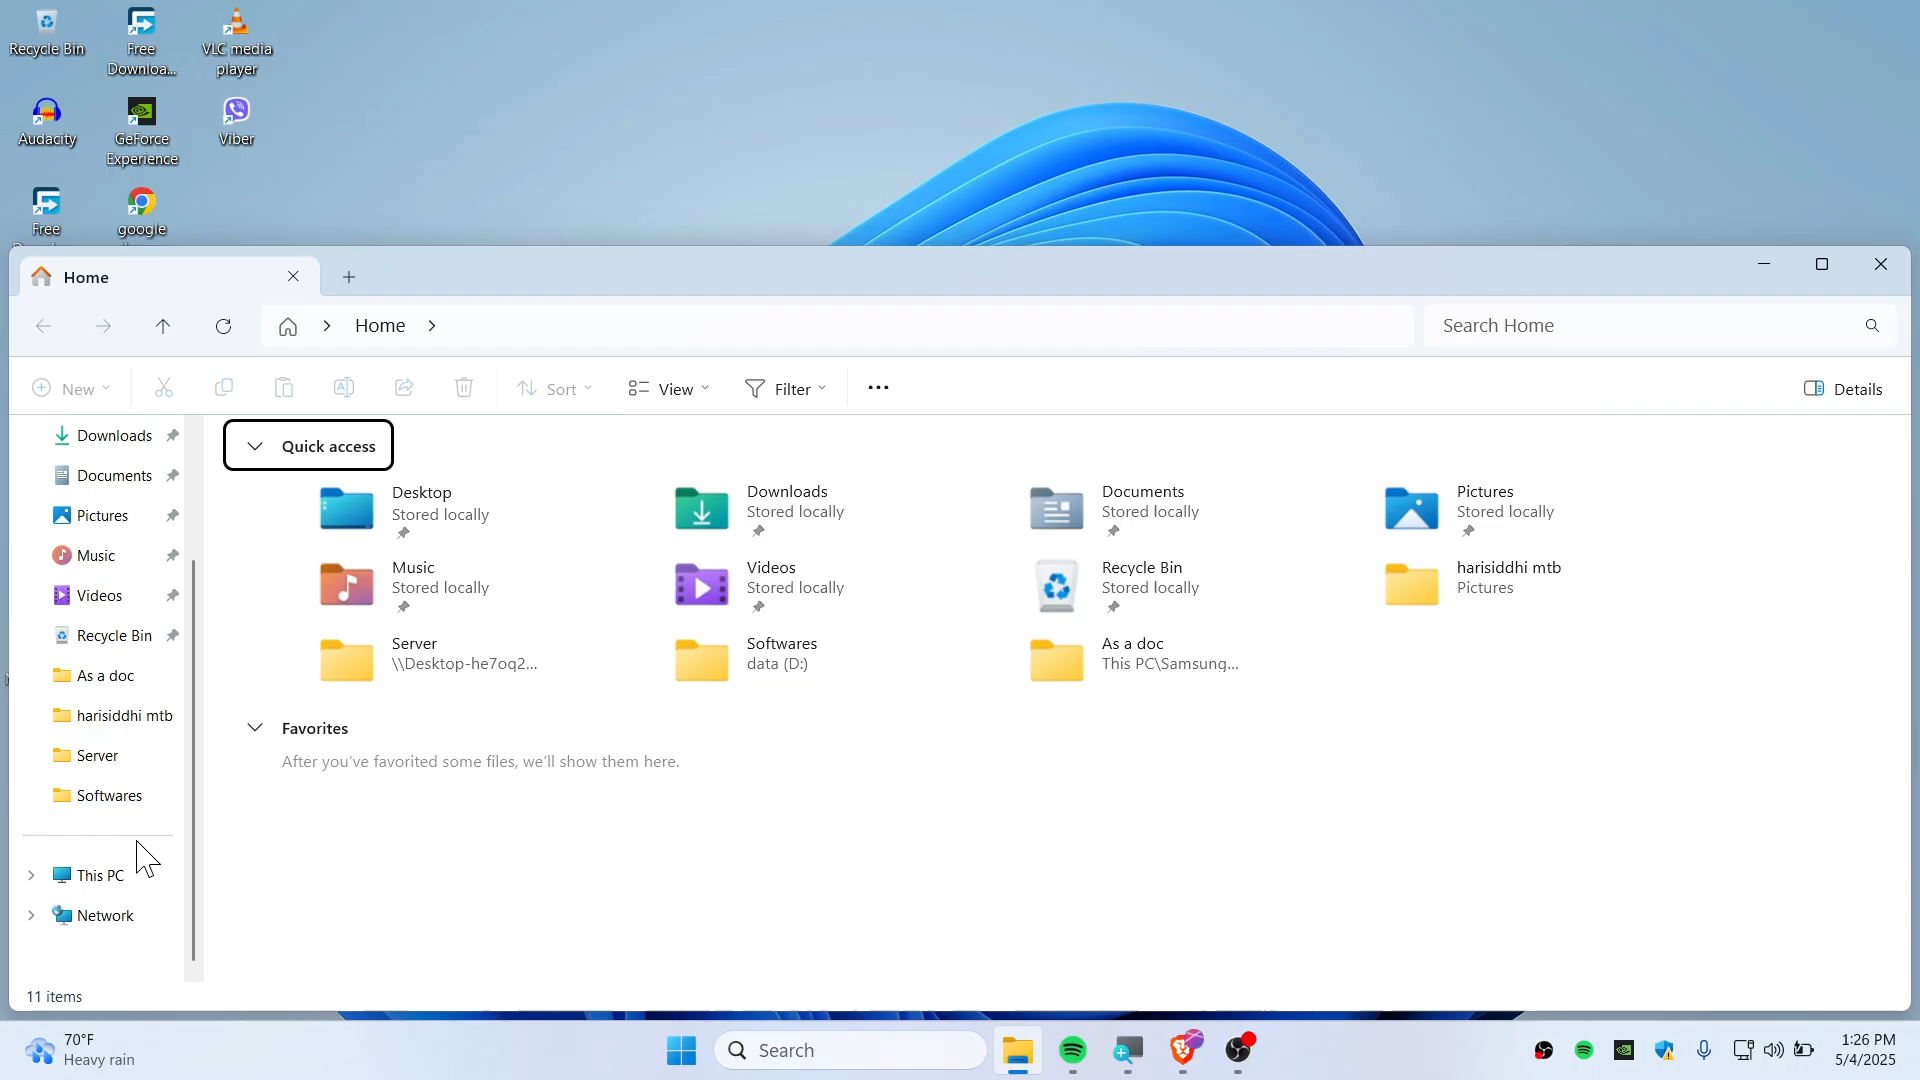 Recycle Bin
Free
Downloa...
VLC media
player
Audacity
GeForce
Experience
Viber
Free
google
Home
Home
Search Home
New
Sort
View
Filter
Details
Downloads
Documents
Pictures
Music
Videos
Recycle Bin
As a doc
harisiddhi mtb
Server
Softwares
This PC
Network
Quick access
Desktop
Stored locally
Downloads
Stored locally
Documents
Stored locally
Pictures
Stored locally
Music
Stored locally
Videos
Stored locally
Recycle Bin
Stored locally
harisiddhi mtb
Pictures
Server
\\Desktop-he7oq2...
Softwares
data (D:)
As a doc
This PC\Samsung...
Favorites
After you've favorited some files, we'll show them here.
11 items
70°F
Heavy rain
Search
1:26 PM
5/4/2025